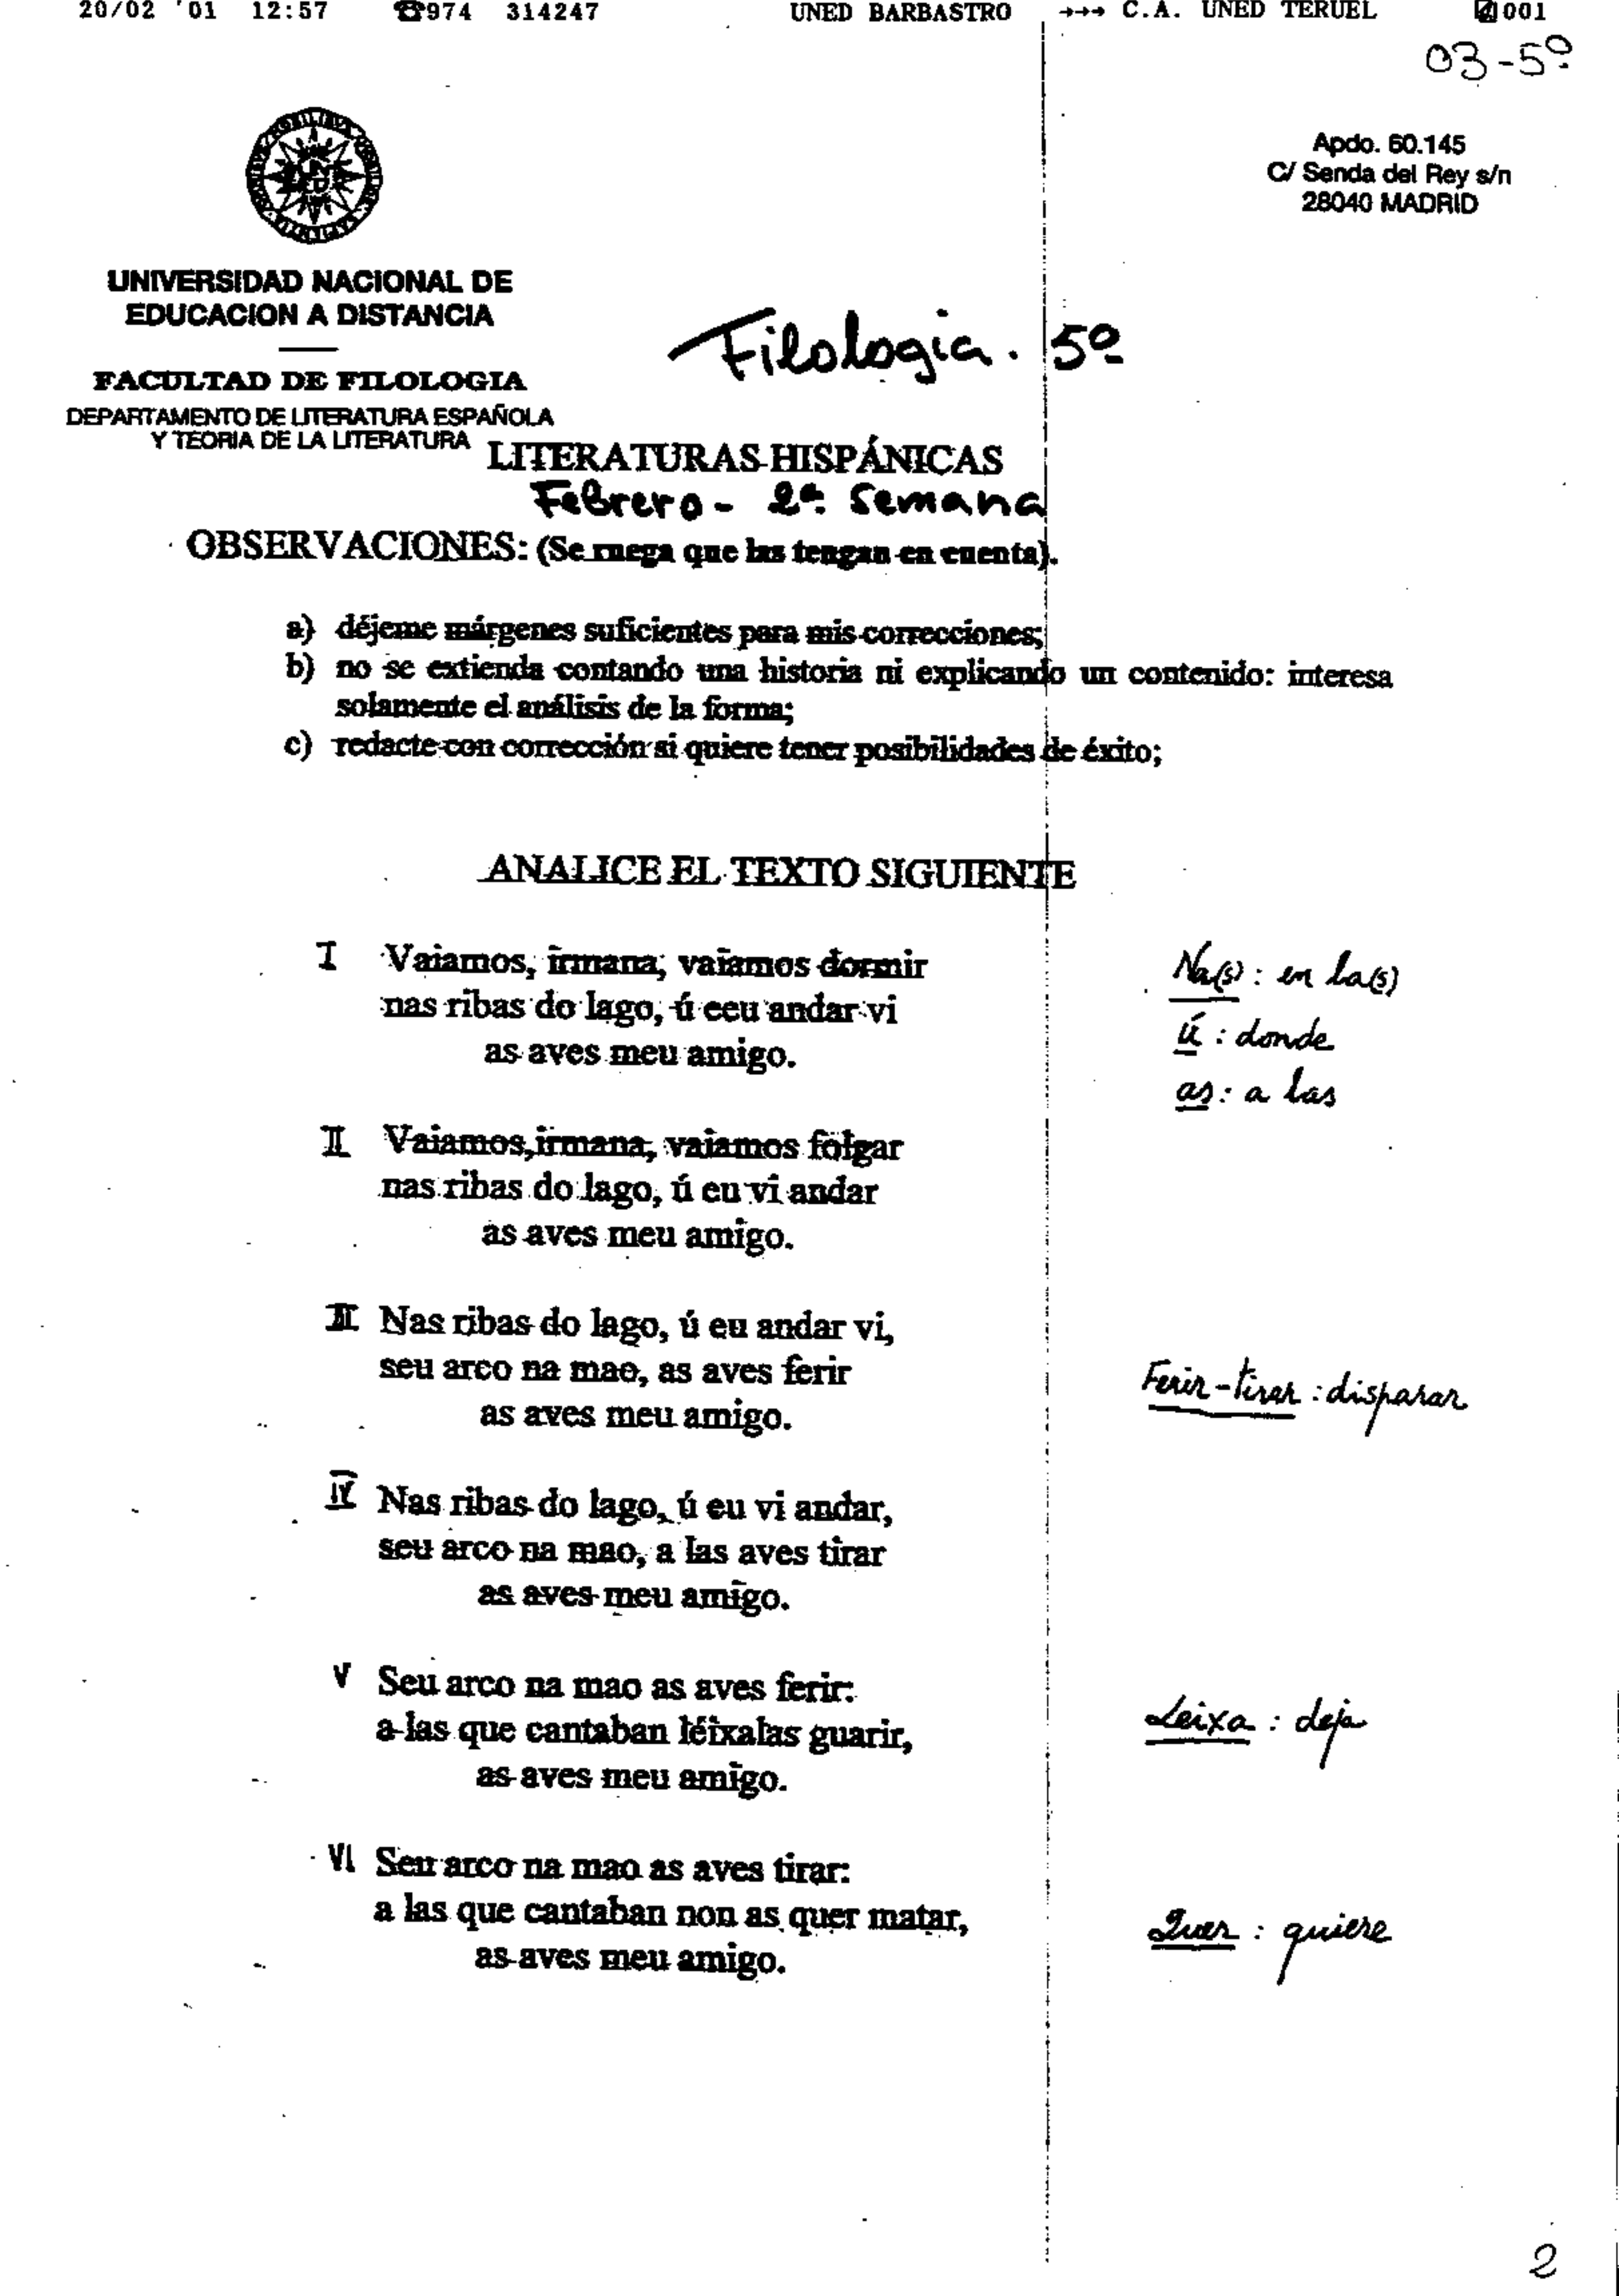 20/02 '01 12:57 ☎974 314247 UNED BARBASTRO →→→ C.A. UNED TERUEL 001
03-5º
Apdo. 60.145
C/ Senda del Rey s/n
28040 MADRID
UNIVERSIDAD NACIONAL DE
EDUCACION A DISTANCIA
Filologia. 5º
FACULTAD DE FILOLOGIA
DEPARTAMENTO DE LITERATURA ESPAÑOLA
Y TEORIA DE LA LITERATURA
LITERATURAS HISPÁNICAS
Febrero - 2ª Semana
OBSERVACIONES: (Se ruega que las tengan en cuenta).
a) déjeme márgenes suficientes para mis correcciones;
b) no se extienda contando una historia ni explicando un contenido: interesa
solamente el análisis de la forma;
c) redacte con corrección si quiere tener posibilidades de éxito;
ANALICE EL TEXTO SIGUIENTE
I Vaiamos, irmana, vaiamos dormir
nas ribas do lago, ú eeu andar vi
as aves meu amigo.
Na(s): en la(s)
ú: donde
as: a las
II Vaiamos,irmana, vaiamos folgar
nas ribas do lago, ú eu vi andar
as aves meu amigo.
III Nas ribas do lago, ú eu andar vi,
seu arco na mao, as aves ferir
as aves meu amigo.
Ferir-tirar: disparar
IV Nas ribas do lago, ú eu vi andar,
seu arco na mao, a las aves tirar
as aves meu amigo.
V Seu arco na mao as aves ferir:
a las que cantaban léixalas guarir,
as aves meu amigo.
Leixa: deja
VI Seu arco na mao as aves tirar:
a las que cantaban non as quer matar,
as aves meu amigo.
Quer: quiere
2